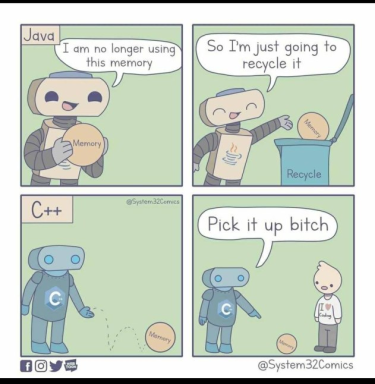 Java
I am no longer using
this memory
Memory
So I'm just going to
recycle it
Memory
Recycle
C++
@System32Comics
C
Memory
Pick it up bitch
C
I
Coding
Memory
@System32Comics